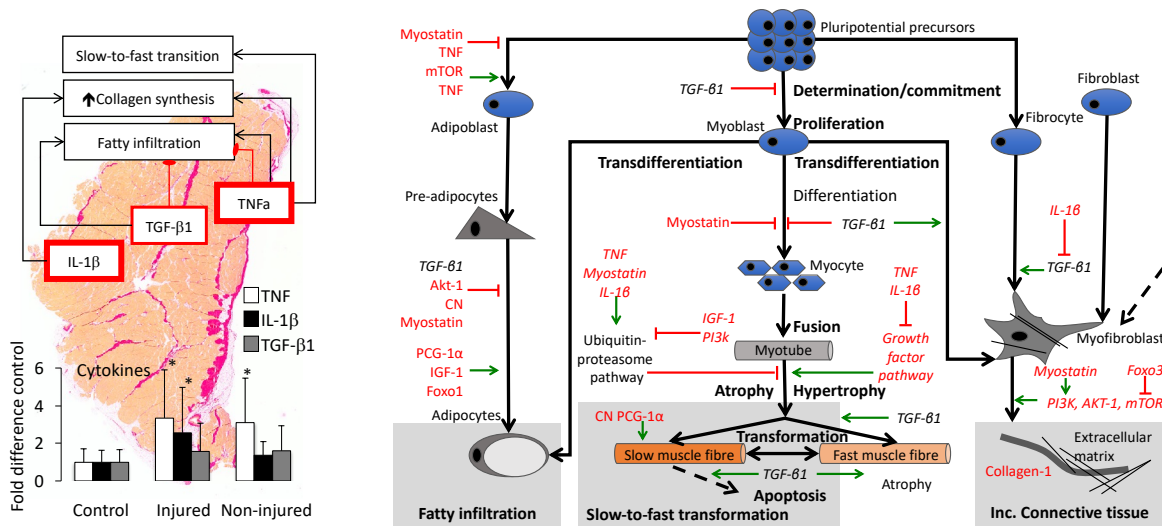 Slow-to-fast transition
↑Collagen synthesis
Fatty infiltration
TNFa
TGF-β1
IL-1β
TNF
IL-1β
TGF-β1
Cytokines
Fold difference control
6
4
2
0
*
*
*
Control
Injured
Non-injured
Myostatin
TNF
mTOR
TNF
Adipoblast
Pre-adipocytes
TGF-β1
Akt-1
CN
Myostatin
PCG-1α
IGF-1
Foxo1
Adipocytes
Fatty infiltration
Pluripotential precursors
TGF-β1
Determination/commitment
Myoblast
Proliferation
Transdifferentiation
Transdifferentiation
Differentiation
Myostatin
TGF-β1
TNF
Myostatin
IL-1β
Myocyte
TNF
IL-1β
Ubiquitin-
proteasome
pathway
IGF-1
PI3k
Fusion
Myotube
Growth
factor
pathway
Atrophy
Hypertrophy
TGF-β1
CN PCG-1α
Transformation
Slow muscle fibre
Fast muscle fibre
TGF-β1
Apoptosis
Atrophy
Slow-to-fast transformation
Fibroblast
Fibrocyte
IL-1β
TGF-β1
Myofibroblast
Myostatin
Foxo3
PI3K, AKT-1, mTOR
Extracellular
matrix
Collagen-1
Inc. Connective tissue